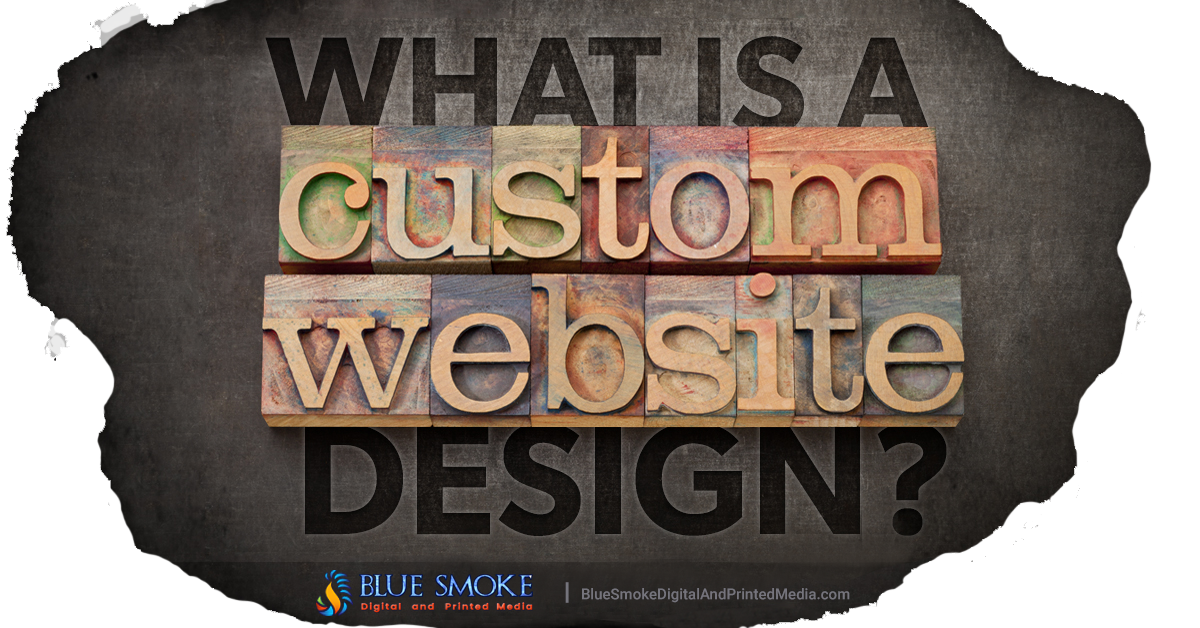 WHAT IS A
custom
website
DESIGN?
BLUE SMOKE
Digital and Printed Media
| BlueSmokeDigitalAndPrintedMedia.com